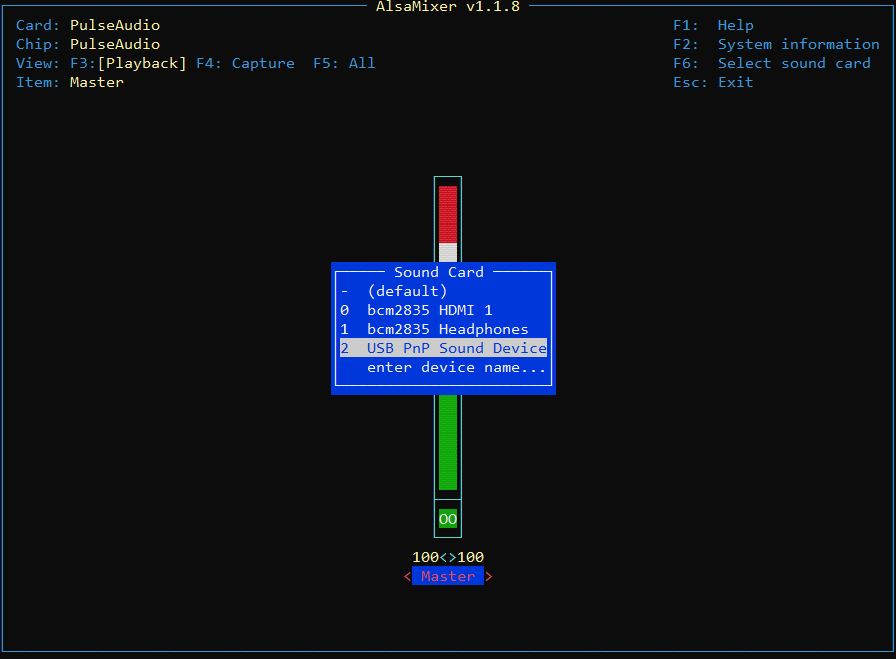 AlsaMixer v1.1.8
Card: PulseAudio
F1: Help
Chip: PulseAudio
F2: System information
View: F3:[Playback] F4: Capture F5: All
F6: Select sound card
Item: Master
Esc: Exit
Sound Card
- (default)
0 bcm2835 HDMI 1
1 bcm2835 Headphones
2 USB PnP Sound Device
enter device name...
OO
100<>100
< Master >